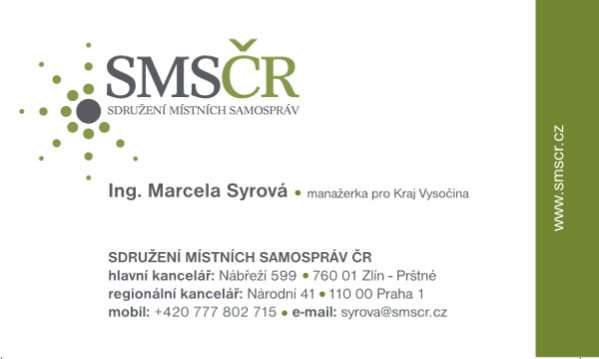 SMSČR
SDRUŽENÍ MÍSTNÍCH SAMOSPRÁV
Ing. Marcela Syrová • manažerka pro Kraj Vysočina
SDRUŽENÍ MÍSTNÍCH SAMOSPRÁV ČR
hlavní kancelář: Nábřeží 599 • 760 01 Zlín - Prštné
regionální kancelář: Národní 41 • 110 00 Praha 1
mobil: +420 777 802 715 • e-mail: syrova@smscr.cz
www.smscr.cz